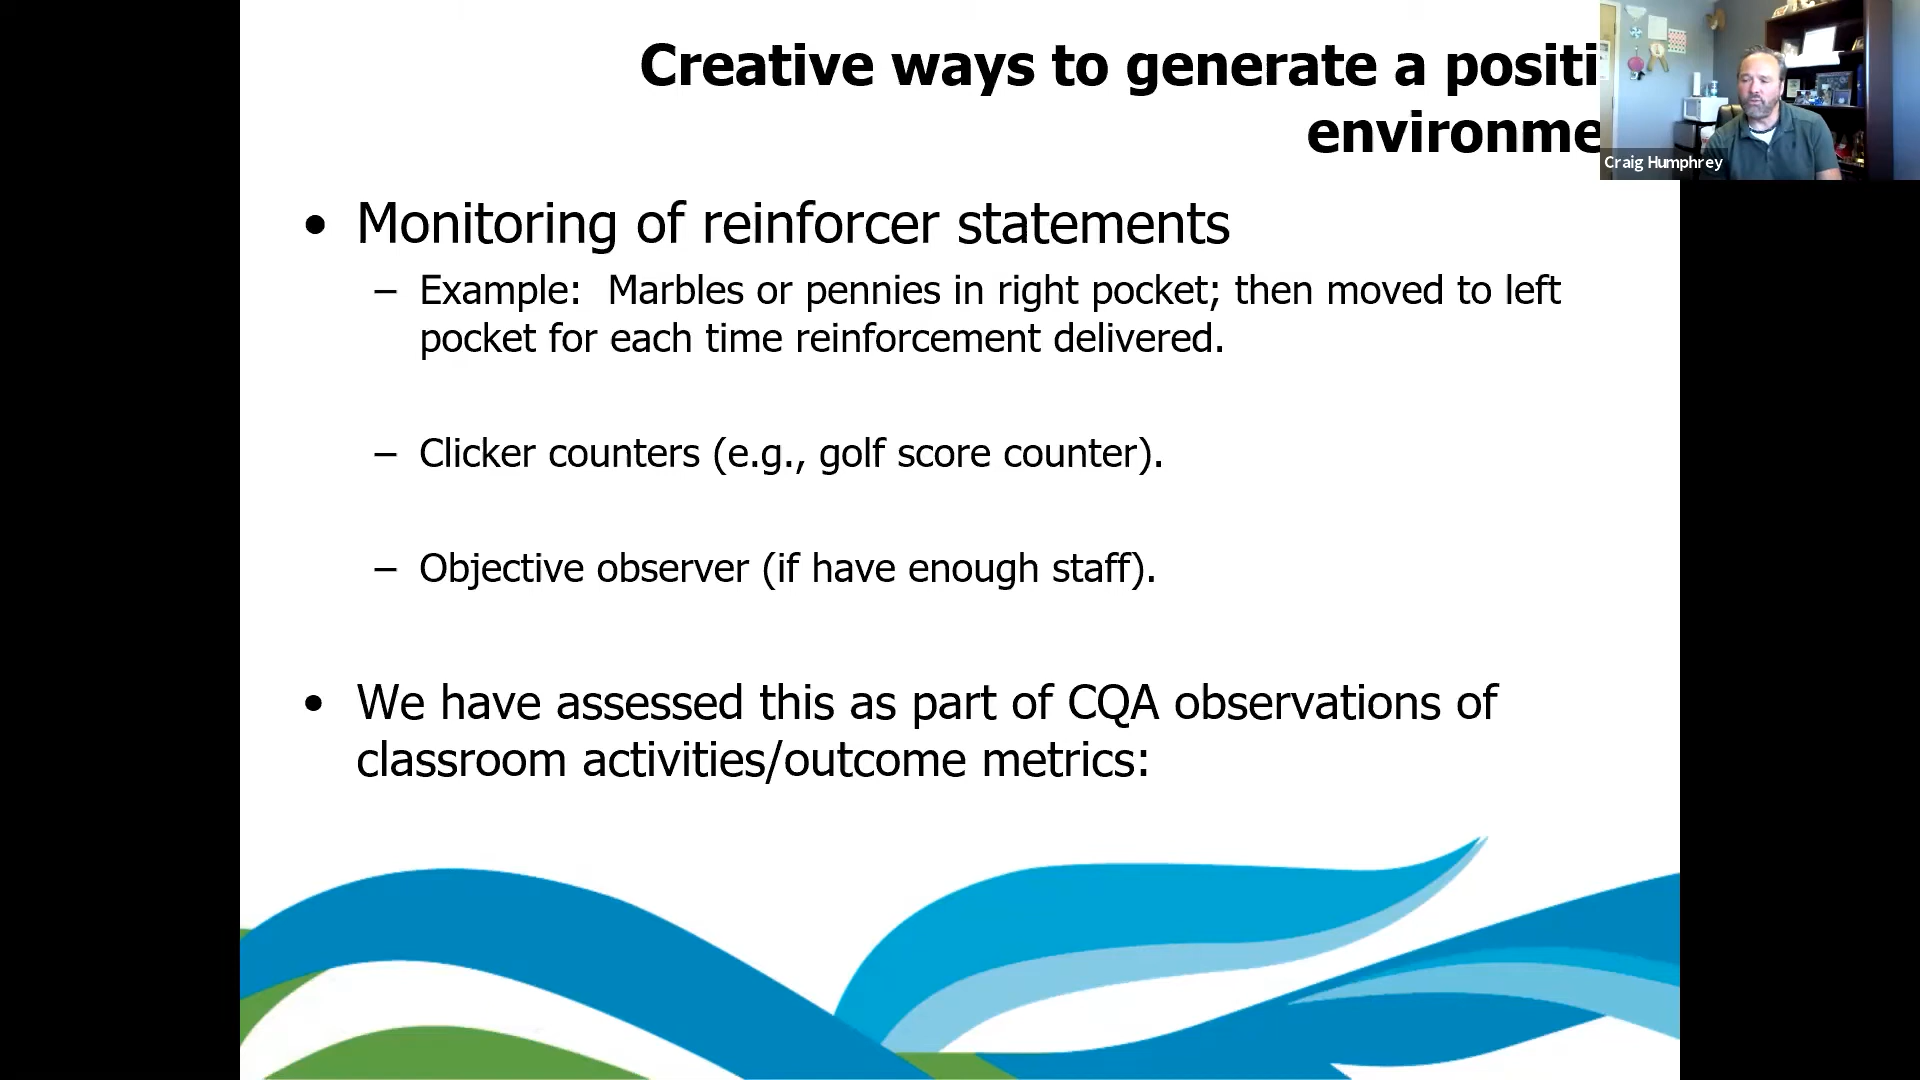 Creative ways to generate a positi
environme
Craig Humphrey
• Monitoring of reinforcer statements
– Example:  Marbles or pennies in right pocket; then moved to left
pocket for each time reinforcement delivered.
– Clicker counters (e.g., golf score counter).
– Objective observer (if have enough staff).
• We have assessed this as part of CQA observations of
classroom activities/outcome metrics: